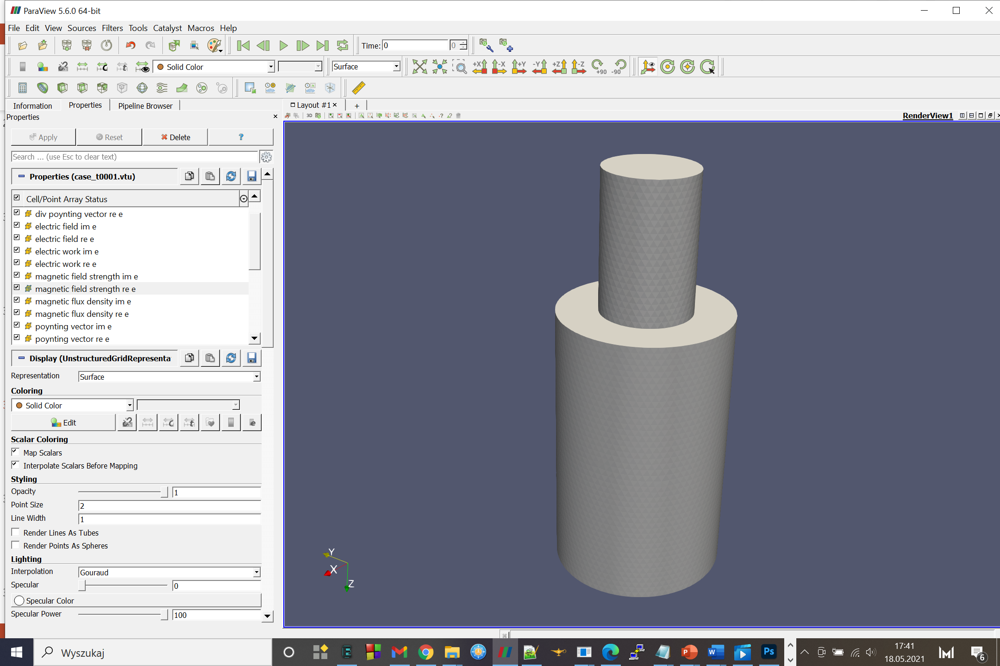 ParaView 5.6.0 64-bit
File Edit View Sources Filters Tools Catalyst Macros Help
Time: 0 0
Solid Color Surface +X -X +Y -Y +Z -Z +90 -90
Information Properties Pipeline Browser Layout #1 +
Properties 3D RenderView1
Apply Reset Delete ?
Search ... (use Esc to clear text)
Properties (case_t0001.vtu)
Cell/Point Array Status
div poynting vector re e
electric field im e
electric field re e
electric work im e
electric work re e
magnetic field strength im e
magnetic field strength re e
magnetic flux density im e
magnetic flux density re e
poynting vector im e
poynting vector re e
Display (UnstructuredGridRepresenta
Representation Surface
Coloring
Solid Color
Edit
Scalar Coloring
Map Scalars
Interpolate Scalars Before Mapping
Styling
Opacity 1
Point Size 2
Line Width 1
Render Lines As Tubes
Render Points As Spheres
Lighting
Interpolation Gouraud
Specular 0
Specular Color
Specular Power 100
Y
X
Z
Wyszukaj
17:41
18.05.2021
6